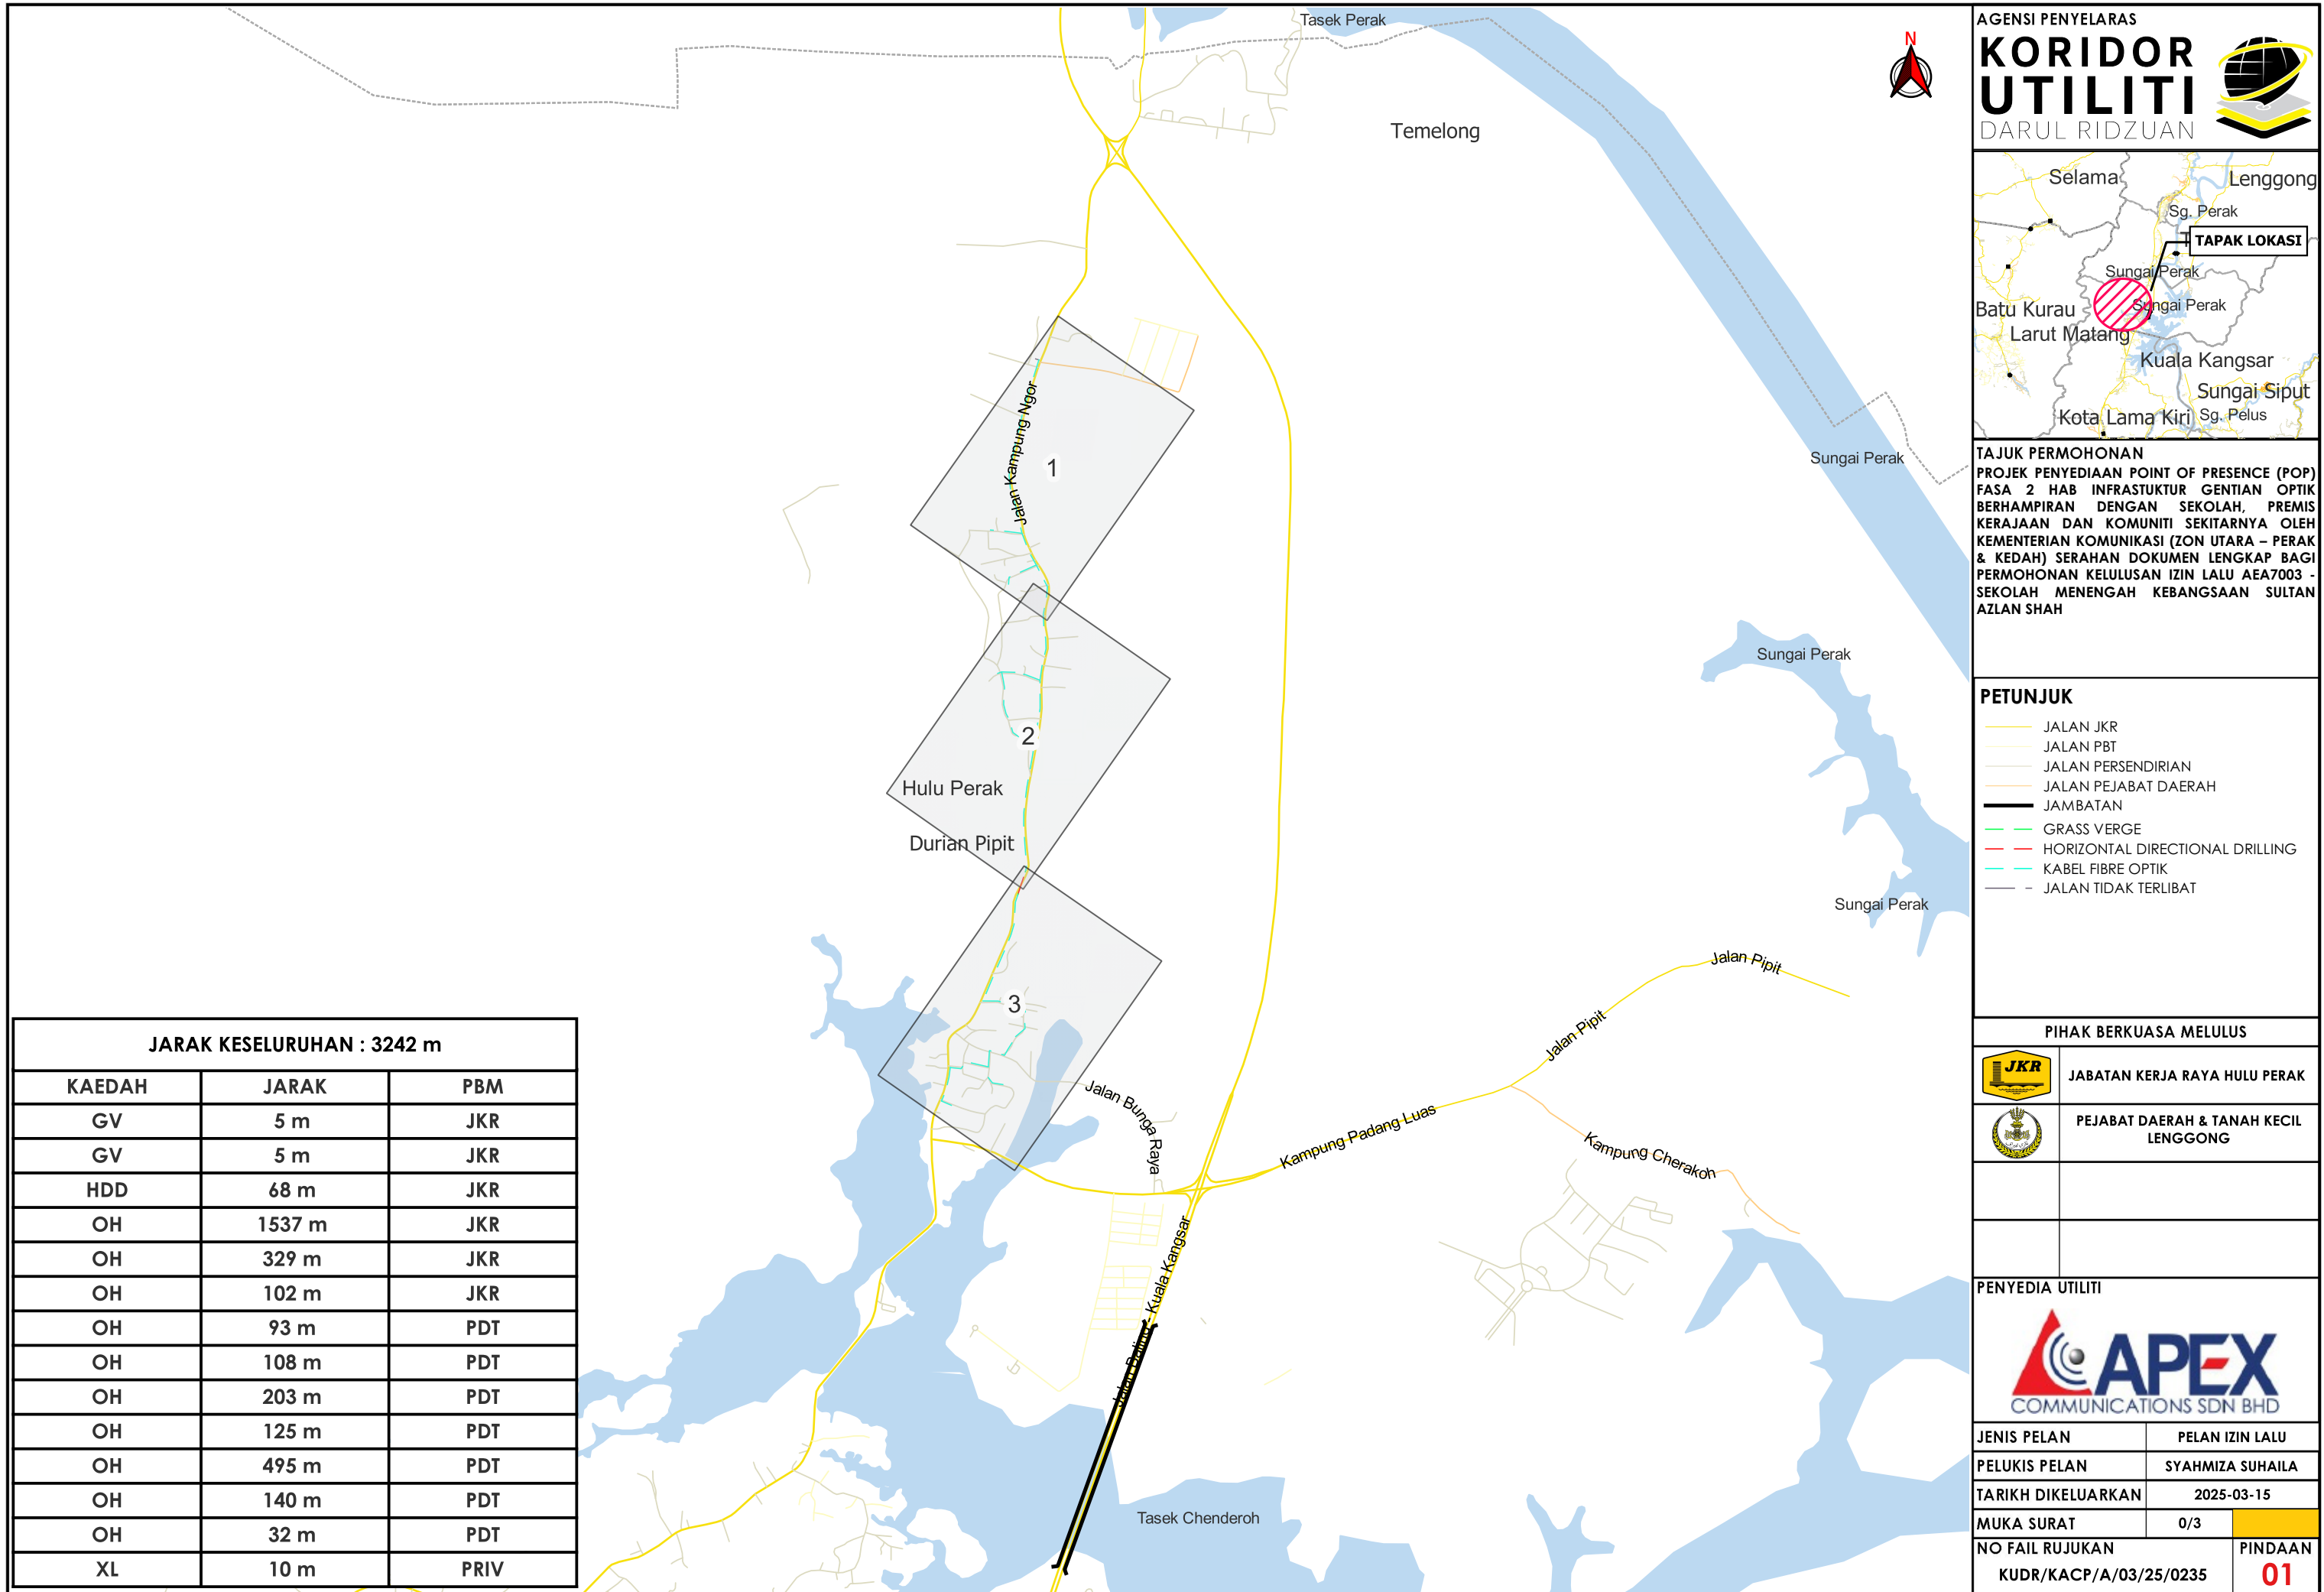 Tasek Perak
N
Temelong
Jalan Kampung Ngor
1
Sungai Perak
Sungai Perak
2
Hulu Perak
Durian Pipit
Sungai Perak
Jalan Pipit
3
Jalan Pipit
Jalan Bunga Raya
Kampung Padang Luas
Kampung Cherakoh
Jalan Baling - Kuala Kangsar
Tasek Chenderoh
JARAK KESELURUHAN : 3242 m
KAEDAH JARAK PBM
GV 5 m JKR
GV 5 m JKR
HDD 68 m JKR
OH 1537 m JKR
OH 329 m JKR
OH 102 m JKR
OH 93 m PDT
OH 108 m PDT
OH 203 m PDT
OH 125 m PDT
OH 495 m PDT
OH 140 m PDT
OH 32 m PDT
XL 10 m PRIV
AGENSI PENYELARAS
KORIDOR
UTILITI
DARUL RIDZUAN
Selama
Lenggong
Sg. Perak
TAPAK LOKASI
Sungai Perak
Batu Kurau
Sungai Perak
Larut Matang
Kuala Kangsar
Sungai Siput
Kota Lama Kiri
Sg. Pelus
TAJUK PERMOHONAN
PROJEK PENYEDIAAN POINT OF PRESENCE (POP)
FASA 2 HAB INFRASTUKTUR GENTIAN OPTIK
BERHAMPIRAN DENGAN SEKOLAH, PREMIS
KERAJAAN DAN KOMUNITI SEKITARNYA OLEH
KEMENTERIAN KOMUNIKASI (ZON UTARA – PERAK
& KEDAH) SERAHAN DOKUMEN LENGKAP BAGI
PERMOHONAN KELULUSAN IZIN LALU AEA7003 -
SEKOLAH MENENGAH KEBANGSAAN SULTAN
AZLAN SHAH
PETUNJUK
JALAN JKR
JALAN PBT
JALAN PERSENDIRIAN
JALAN PEJABAT DAERAH
JAMBATAN
GRASS VERGE
HORIZONTAL DIRECTIONAL DRILLING
KABEL FIBRE OPTIK
JALAN TIDAK TERLIBAT
PIHAK BERKUASA MELULUS
JKR
JABATAN KERJA RAYA HULU PERAK
PEJABAT DAERAH & TANAH KECIL
LENGGONG
PENYEDIA UTILITI
APEX
COMMUNICATIONS SDN BHD
JENIS PELAN PELAN IZIN LALU
PELUKIS PELAN SYAHMIZA SUHAILA
TARIKH DIKELUARKAN 2025-03-15
MUKA SURAT 0/3
NO FAIL RUJUKAN PINDAAN
KUDR/KACP/A/03/25/0235 01